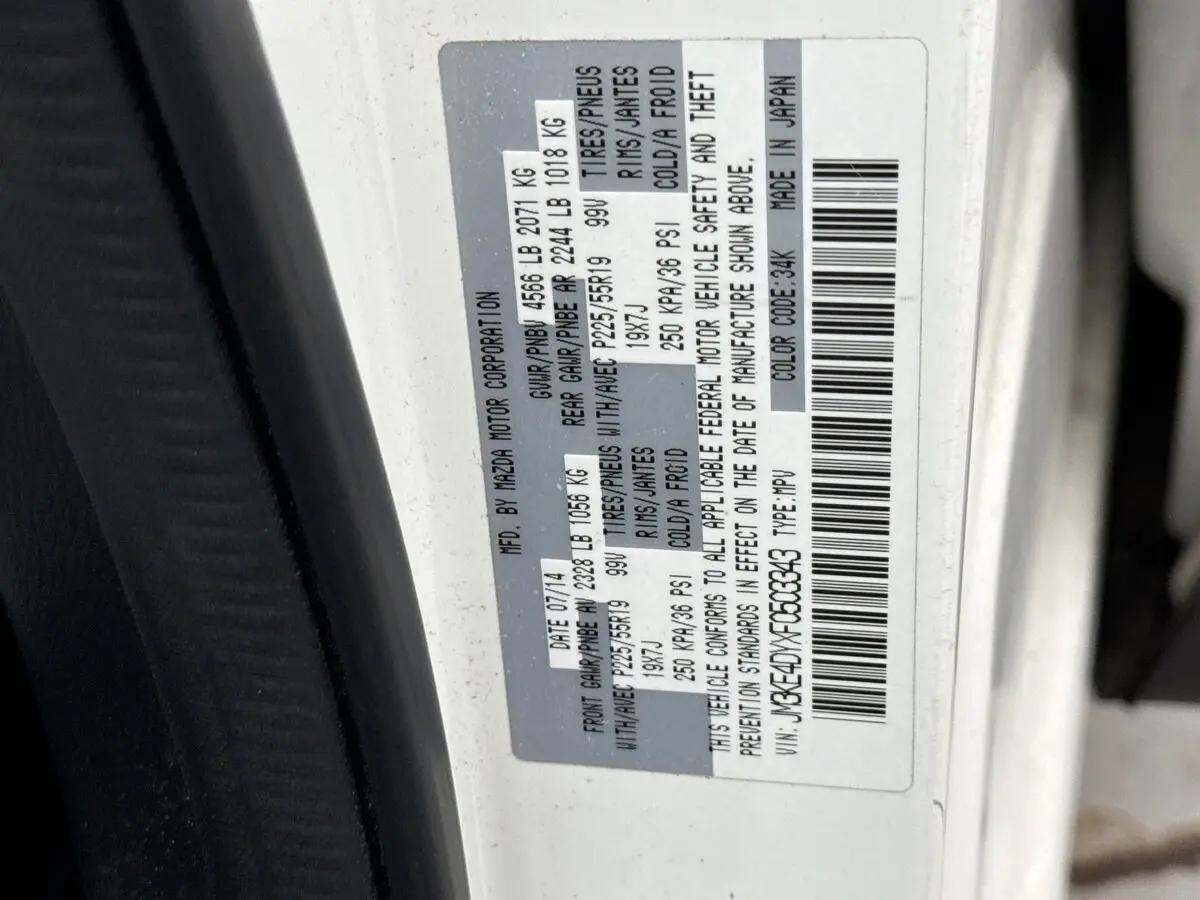 MFD. BY MAZDA MOTOR CORPORATION
DATE 07/14 GVWR/PNBV 4566 LB 2071 KG
FRONT GAWR/PNBE AV 2328 LB 1056 KG REAR GAWR/PNBE AR 2244 LB 1018 KG
WITH/AVEC P225/55R19 99V TIRES/PNEUS WITH/AVEC P225/55R19 99V TIRES/PNEUS
19X7J RIMS/JANTES 19X7J RIMS/JANTES
250 KPA/36 PSI COLD/A FROID 250 KPA/36 PSI COLD/A FROID
THIS VEHICLE CONFORMS TO ALL APPLICABLE FEDERAL MOTOR VEHICLE SAFETY AND THEFT
PREVENTION STANDARDS IN EFFECT ON THE DATE OF MANUFACTURE SHOWN ABOVE.
VIN: JM3KE4DYXF0503343 TYPE:MPV COLOR CODE:34K MADE IN JAPAN